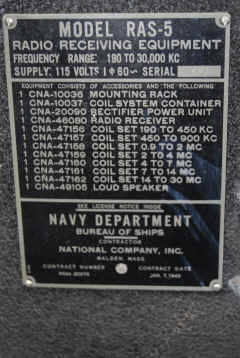 MODEL RAS-5
RADIO RECEIVING EQUIPMENT
FREQUENCY RANGE: 190 TO 30,000 KC
SUPPLY: 115 VOLTS 1 φ 60~ SERIAL
EQUIPMENT CONSISTS OF ACCESSORIES AND THE FOLLOWING
1 CNA-10036 MOUNTING RACK
1 CNA-10037 COIL SYSTEM CONTAINER
1 CNA-20090 RECTIFIER POWER UNIT
1 CNA-46080 RADIO RECEIVER
1 CNA-47156 COIL SET 190 TO 450 KC
1 CNA-47157 COIL SET 450 TO 900 KC
1 CNA-47158 COIL SET 0.9 TO 2 MC
1 CNA-47159 COIL SET 2 TO 4 MC
1 CNA-47160 COIL SET 4 TO 7 MC
1 CNA-47161 COIL SET 7 TO 14 MC
1 CNA-47162 COIL SET 14 TO 30 MC
1 CNA-49105 LOUD SPEAKER
SEE LICENSE NOTICE INSIDE
NAVY DEPARTMENT
BUREAU OF SHIPS
CONTRACTOR
NATIONAL COMPANY, INC.
MALDEN, MASS.
CONTRACT NUMBER CONTRACT DATE
JAN. 7, 1943